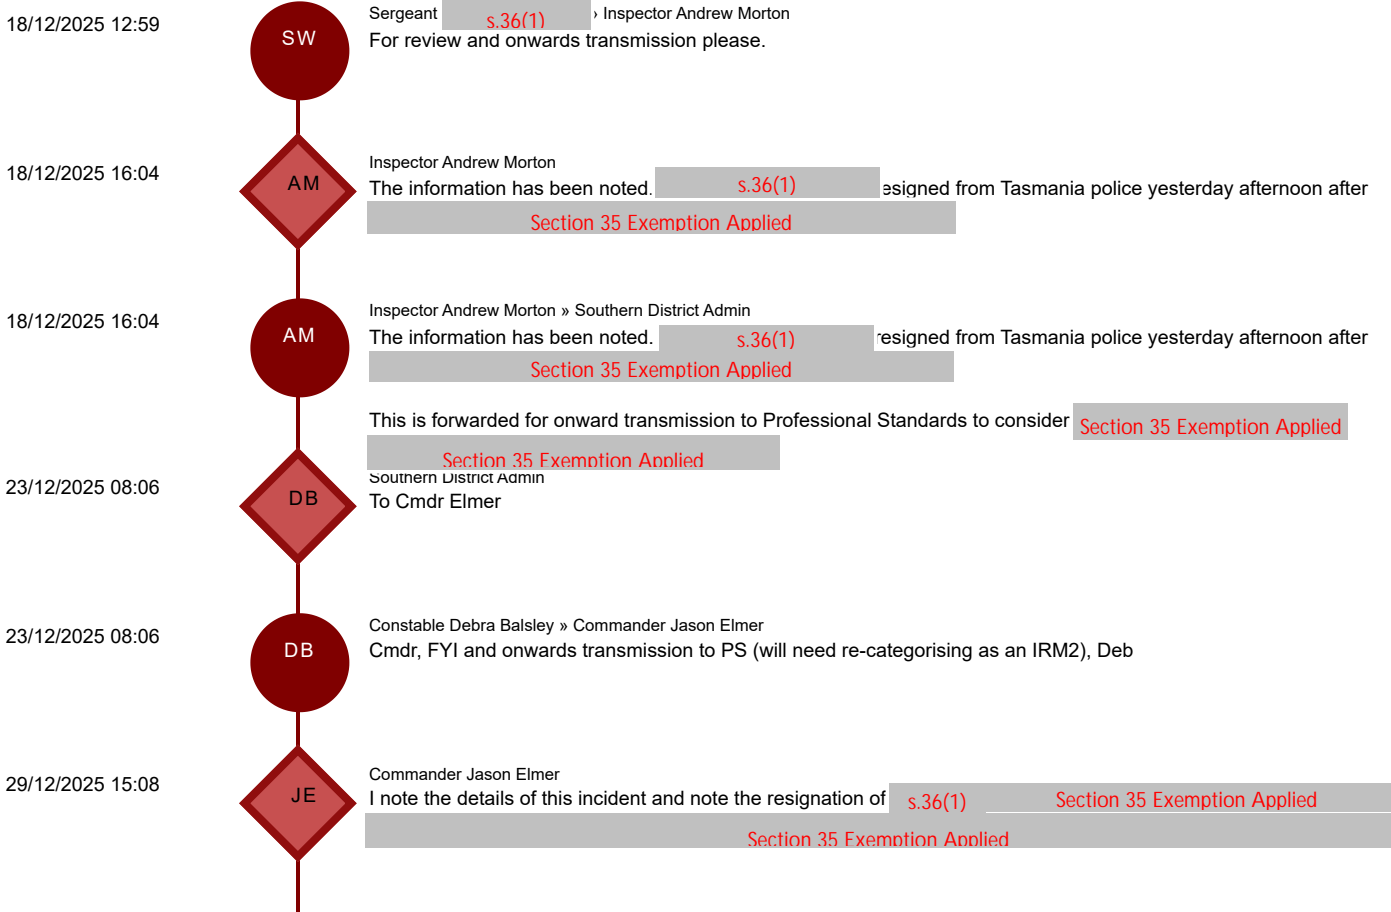 18/12/2025 12:59
SW
Sergeant s.36(1) › Inspector Andrew Morton
For review and onwards transmission please.
18/12/2025 16:04
AM
Inspector Andrew Morton
The information has been noted. s.36(1) esigned from Tasmania police yesterday afternoon after
Section 35 Exemption Applied
18/12/2025 16:04
AM
Inspector Andrew Morton » Southern District Admin
The information has been noted. s.36(1) resigned from Tasmania police yesterday afternoon after
Section 35 Exemption Applied
This is forwarded for onward transmission to Professional Standards to consider Section 35 Exemption Applied
Section 35 Exemption Applied
23/12/2025 08:06
DB
Southern District Admin
To Cmdr Elmer
23/12/2025 08:06
DB
Constable Debra Balsley » Commander Jason Elmer
Cmdr, FYI and onwards transmission to PS (will need re-categorising as an IRM2), Deb
29/12/2025 15:08
JE
Commander Jason Elmer
I note the details of this incident and note the resignation of s.36(1) Section 35 Exemption Applied
Section 35 Exemption Applied